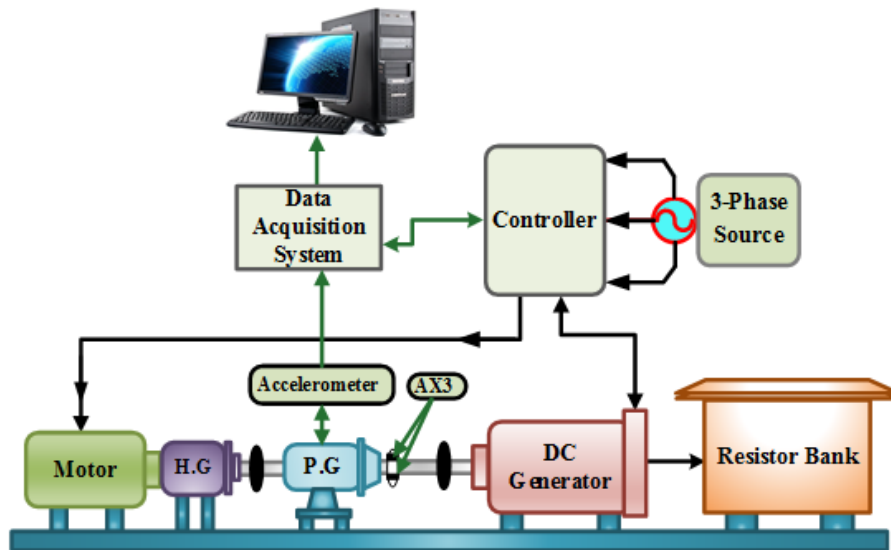 Data
Acquisition
System
Controller
3-Phase
Source
Accelerometer
AX3
Motor
H.G
P.G
DC
Generator
Resistor Bank